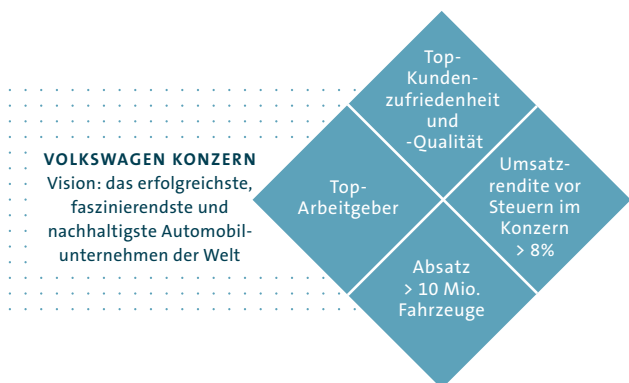 Top-
Kunden-
zufriedenheit
und
-Qualität
VOLKSWAGEN KONZERN
Vision: das erfolgreichste,
faszinierendste und
nachhaltigste Automobil-
unternehmen der Welt
Top-
Arbeitgeber
Umsatz-
rendite vor
Steuern im
Konzern
> 8%
Absatz
> 10 Mio.
Fahrzeuge